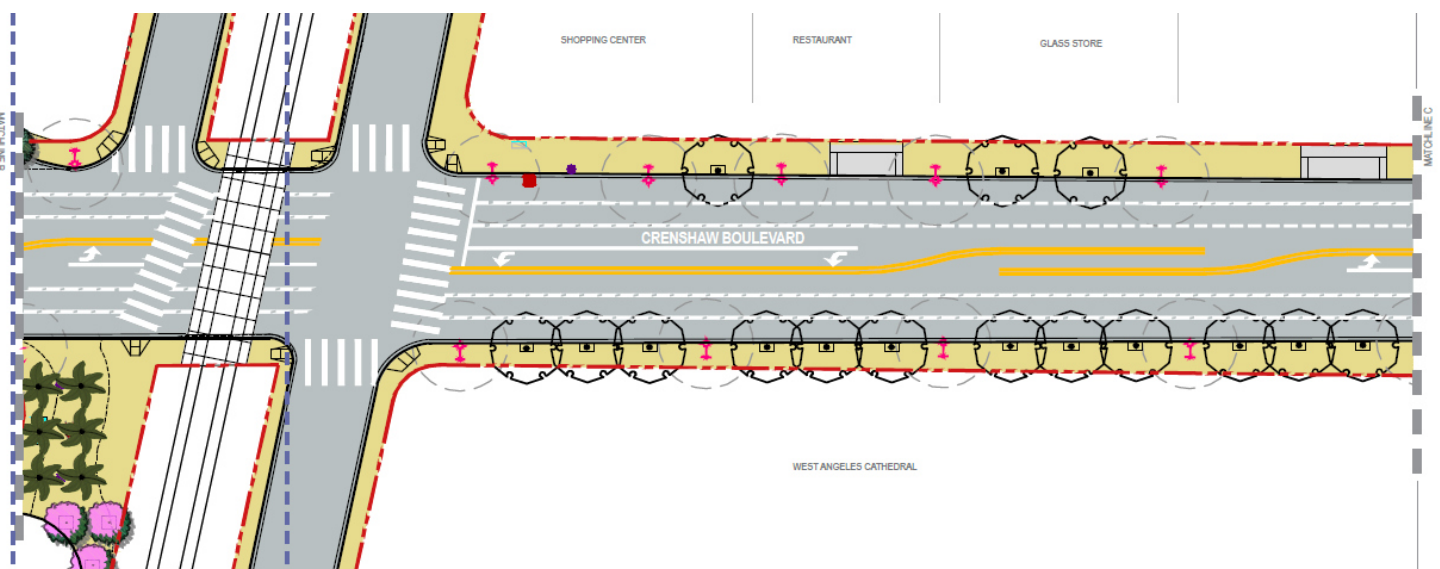 SHOPPING CENTER
RESTAURANT
GLASS STORE
MATCHLINE B
MATCHLINE C
CRENSHAW BOULEVARD
WEST ANGELES CATHEDRAL